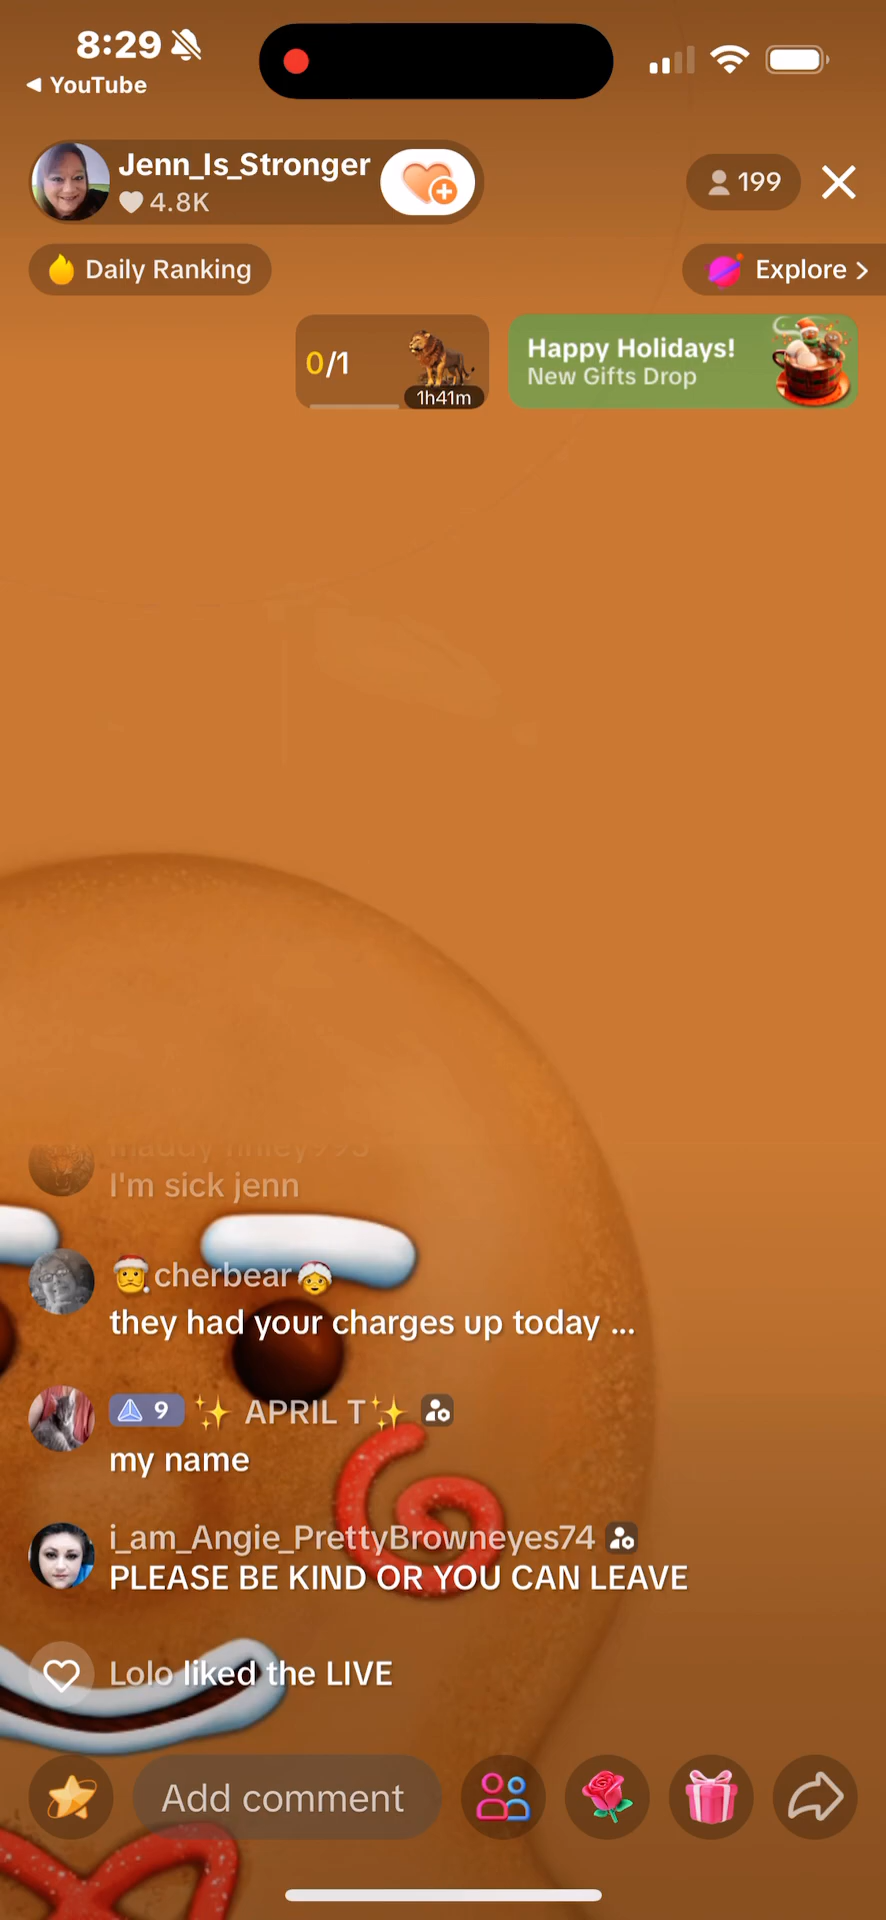 8:29
YouTube
Jenn_Is_Stronger
4.8K
199
Daily Ranking
Explore >
0/1
1h41m
Happy Holidays!
New Gifts Drop
I'm sick jenn
🎅cherbear🤶
they had your charges up today ...
9 ✨ APRIL T✨
my name
i_am_Angie_PrettyBrowneyes74
PLEASE BE KIND OR YOU CAN LEAVE
Lolo liked the LIVE
Add comment